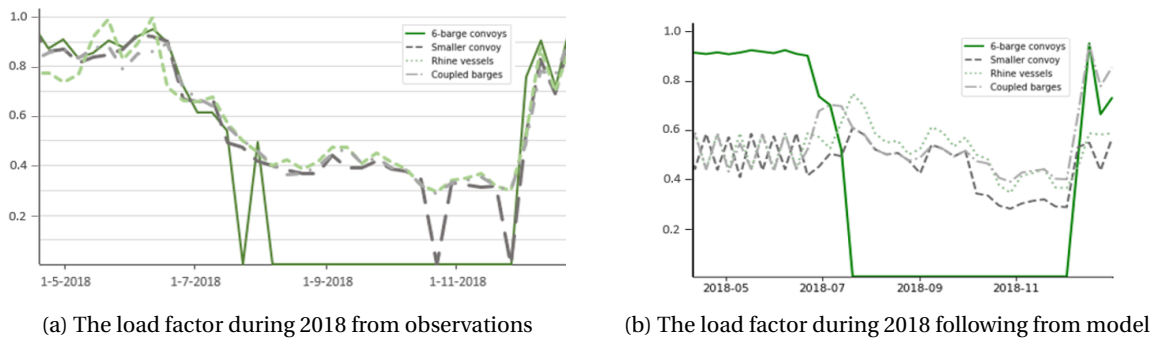 1.0
0.8
0.6
0.4
0.2
6-barge convoys
Smaller convoy
Rhine vessels
Coupled barges
1-5-2018 1-7-2018 1-9-2018 1-11-2018
(a) The load factor during 2018 from observations
1.0
0.8
0.6
0.4
0.2
6-barge convoys
Smaller convoy
Rhine vessels
Coupled barges
2018-05 2018-07 2018-09 2018-11
(b) The load factor during 2018 following from model